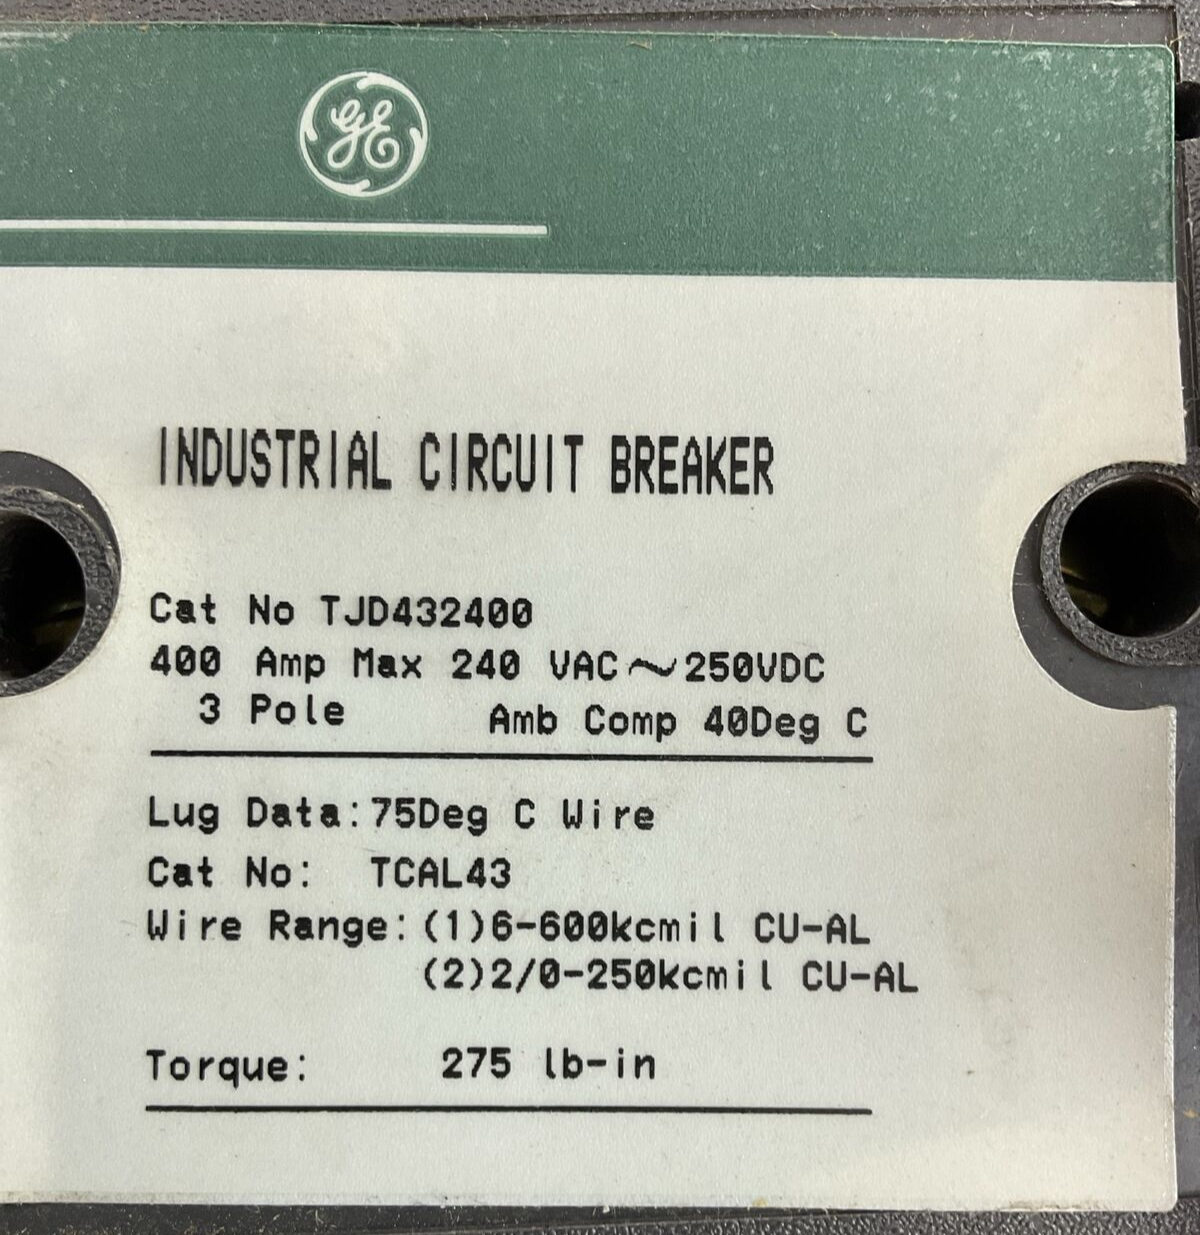 GE
INDUSTRIAL CIRCUIT BREAKER
Cat No TJD432400
400 Amp Max 240 VAC~250VDC
3 Pole Amb Comp 40Deg C
Lug Data:75Deg C Wire
Cat No: TCAL43
Wire Range:(1)6-600kcmil CU-AL
(2)2/0-250kcmil CU-AL
Torque: 275 lb-in